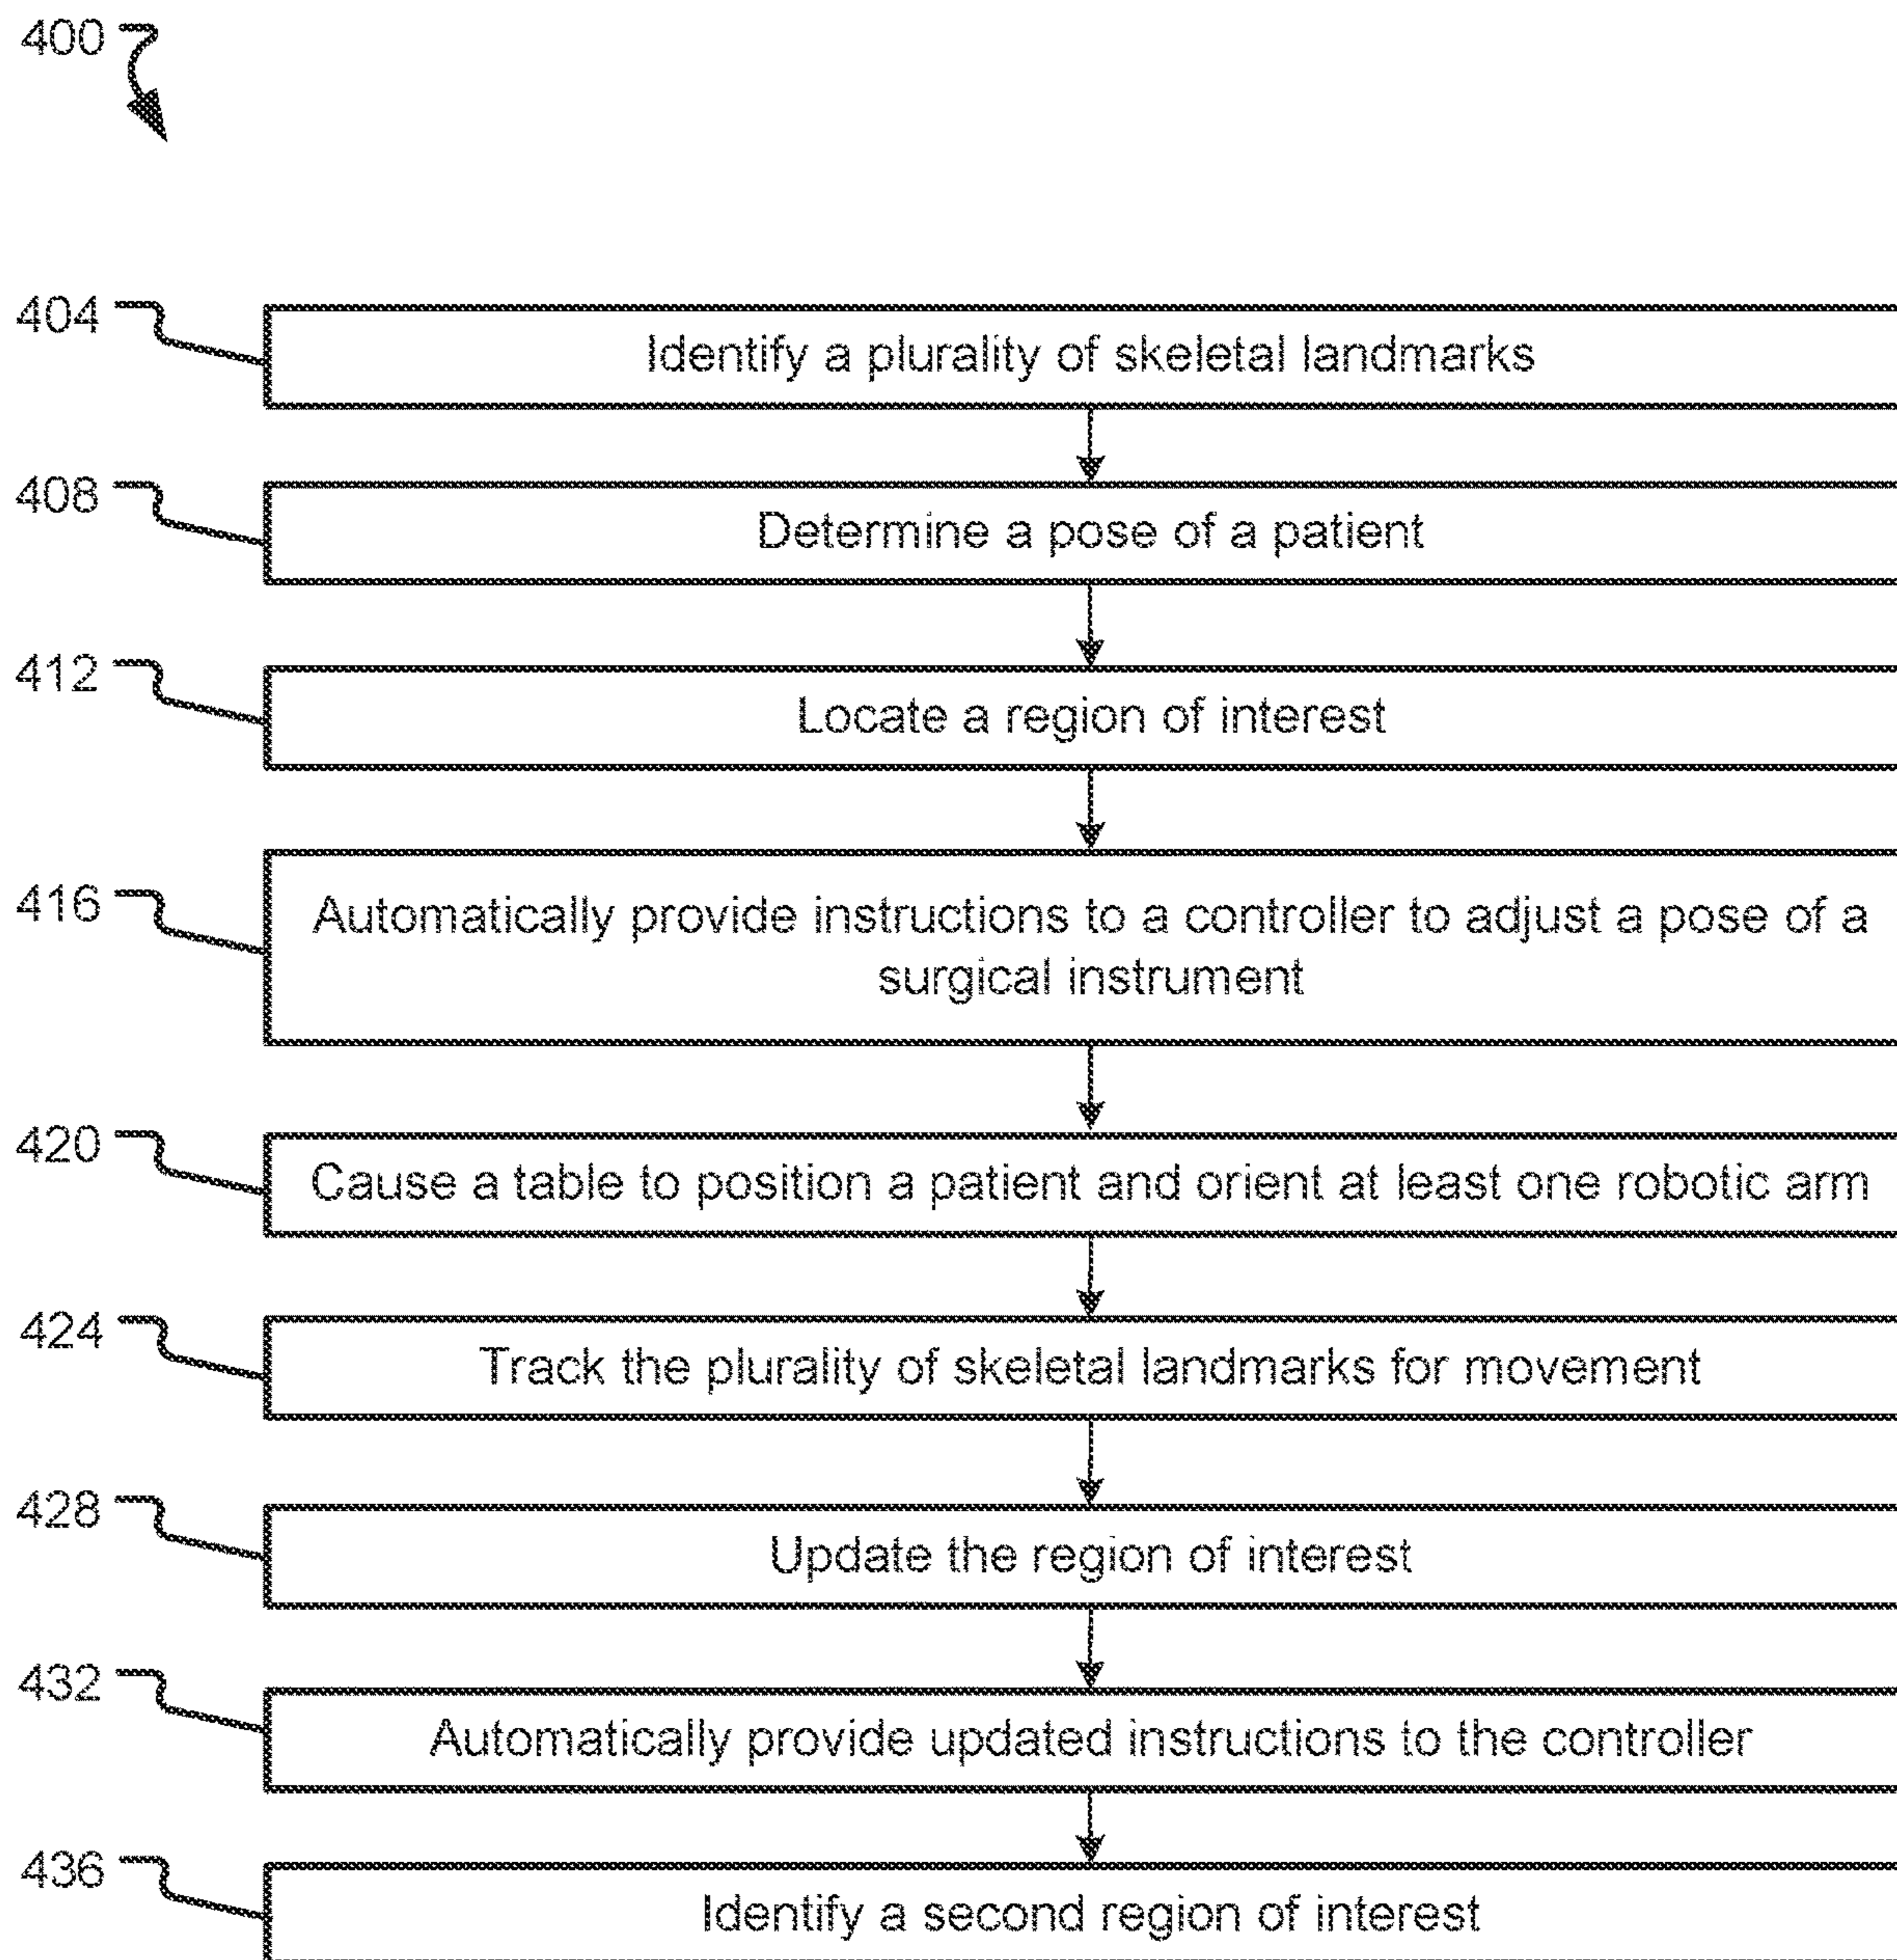 400
404
Identify a plurality of skeletal landmarks
408
Determine a pose of a patient
412
Locate a region of interest
416
Automatically provide instructions to a controller to adjust a pose of a
surgical instrument
420
Cause a table to position a patient and orient at least one robotic arm
424
Track the plurality of skeletal landmarks for movement
428
Update the region of interest
432
Automatically provide updated instructions to the controller
436
Identify a second region of interest